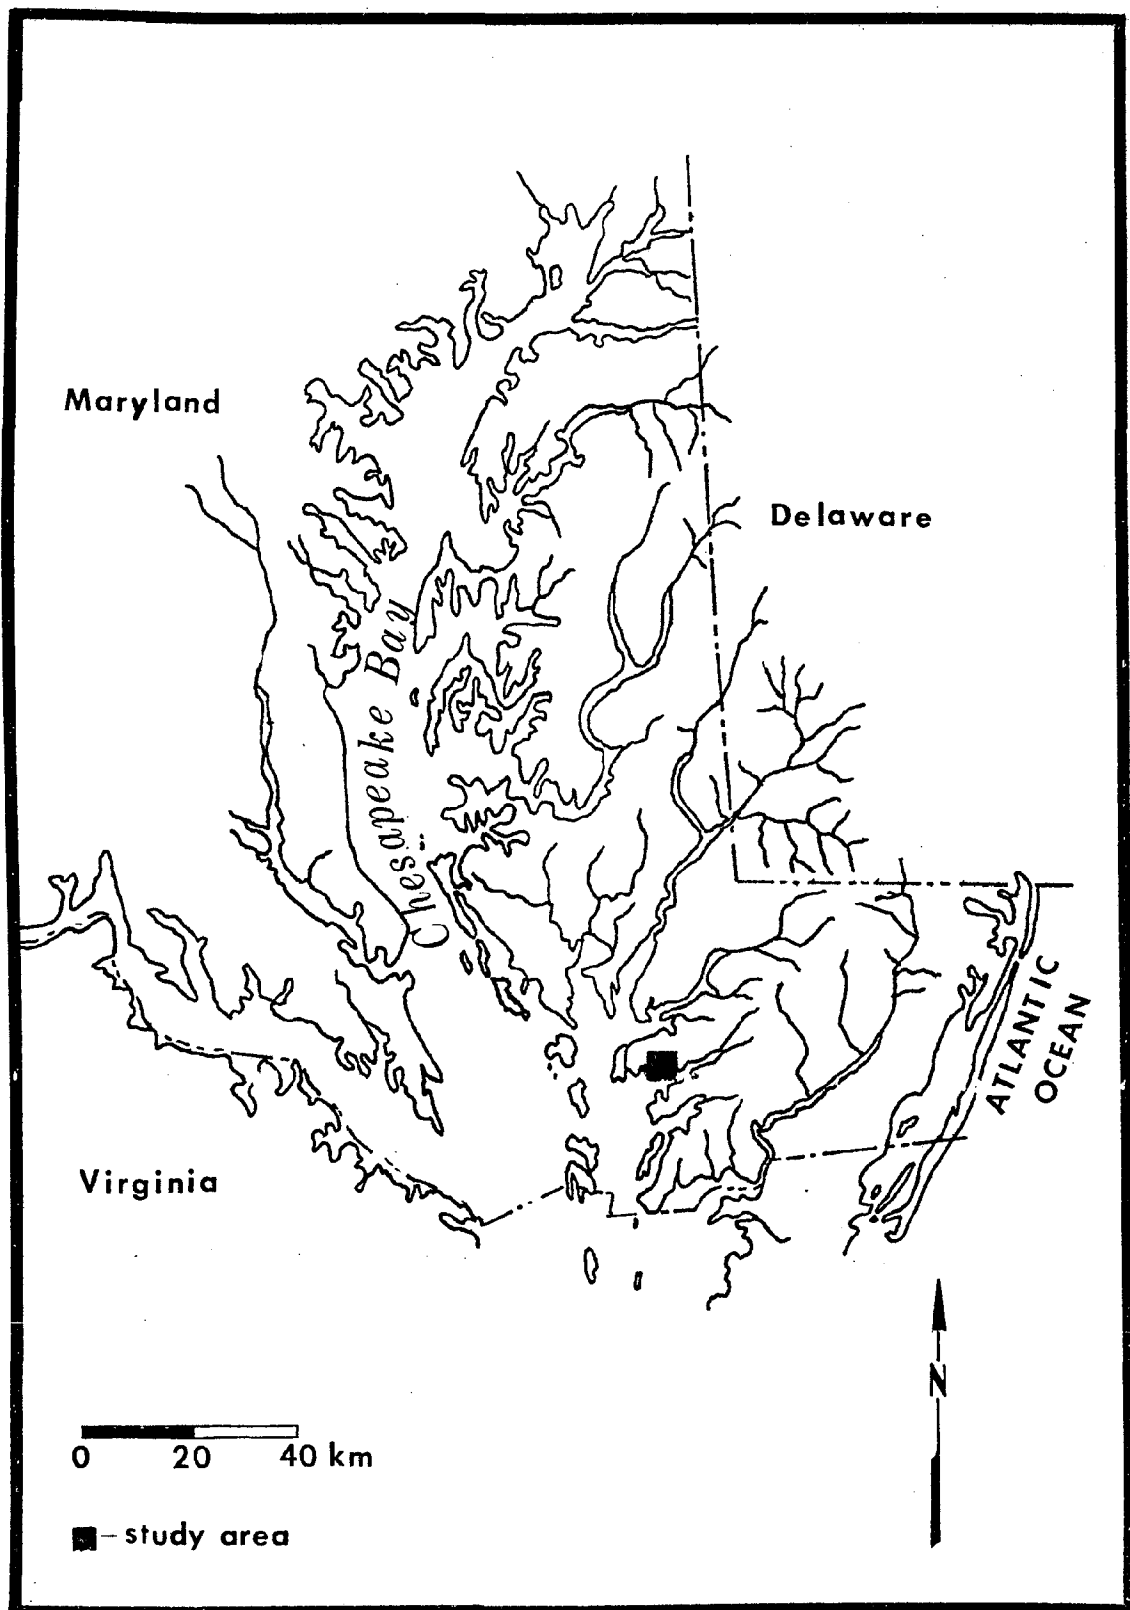 Maryland
Delaware
Chesapeake Bay
ATLANTIC
OCEAN
Virginia
N
0 20 40 km
– study area